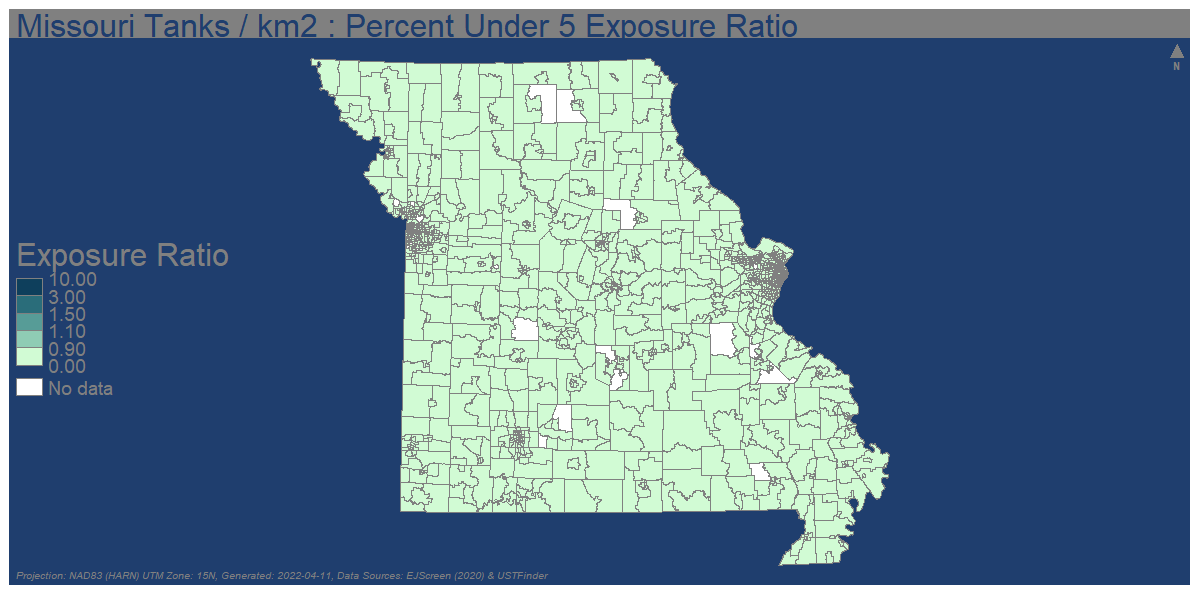 Missouri Tanks / km2 : Percent Under 5 Exposure Ratio
N
Exposure Ratio
10.00
3.00
1.50
1.10
0.90
0.00
No data
Projection: NAD83 (HARN) UTM Zone: 15N, Generated: 2022-04-11, Data Sources: EJScreen (2020) & USTFinder